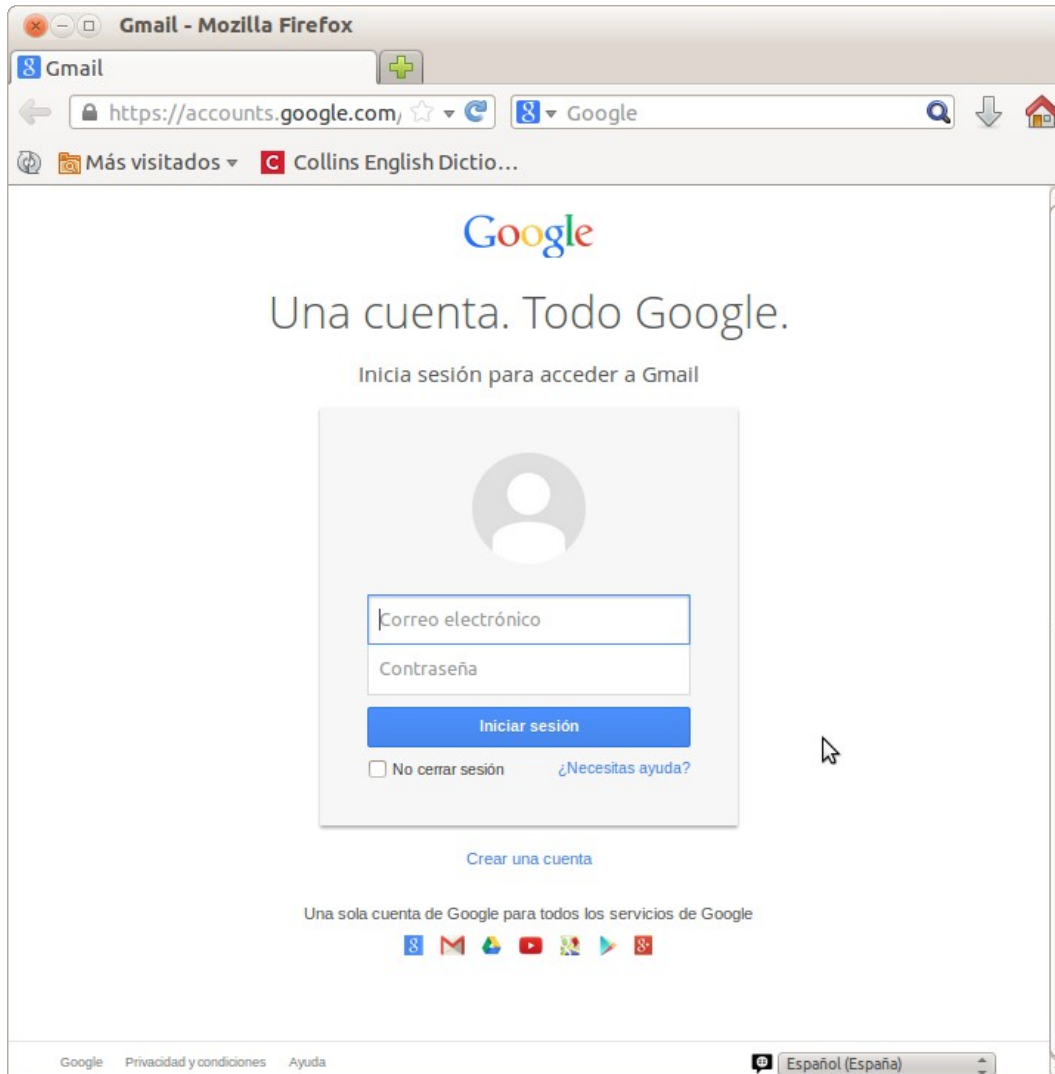 Gmail - Mozilla Firefox
Gmail
https://accounts.google.com/ Google
Más visitados Collins English Dictio...
Google
Una cuenta. Todo Google.
Inicia sesión para acceder a Gmail
Correo electrónico
Contraseña
Iniciar sesión
No cerrar sesión ¿Necesitas ayuda?
Crear una cuenta
Una sola cuenta de Google para todos los servicios de Google
Google Privacidad y condiciones Ayuda Español (España)